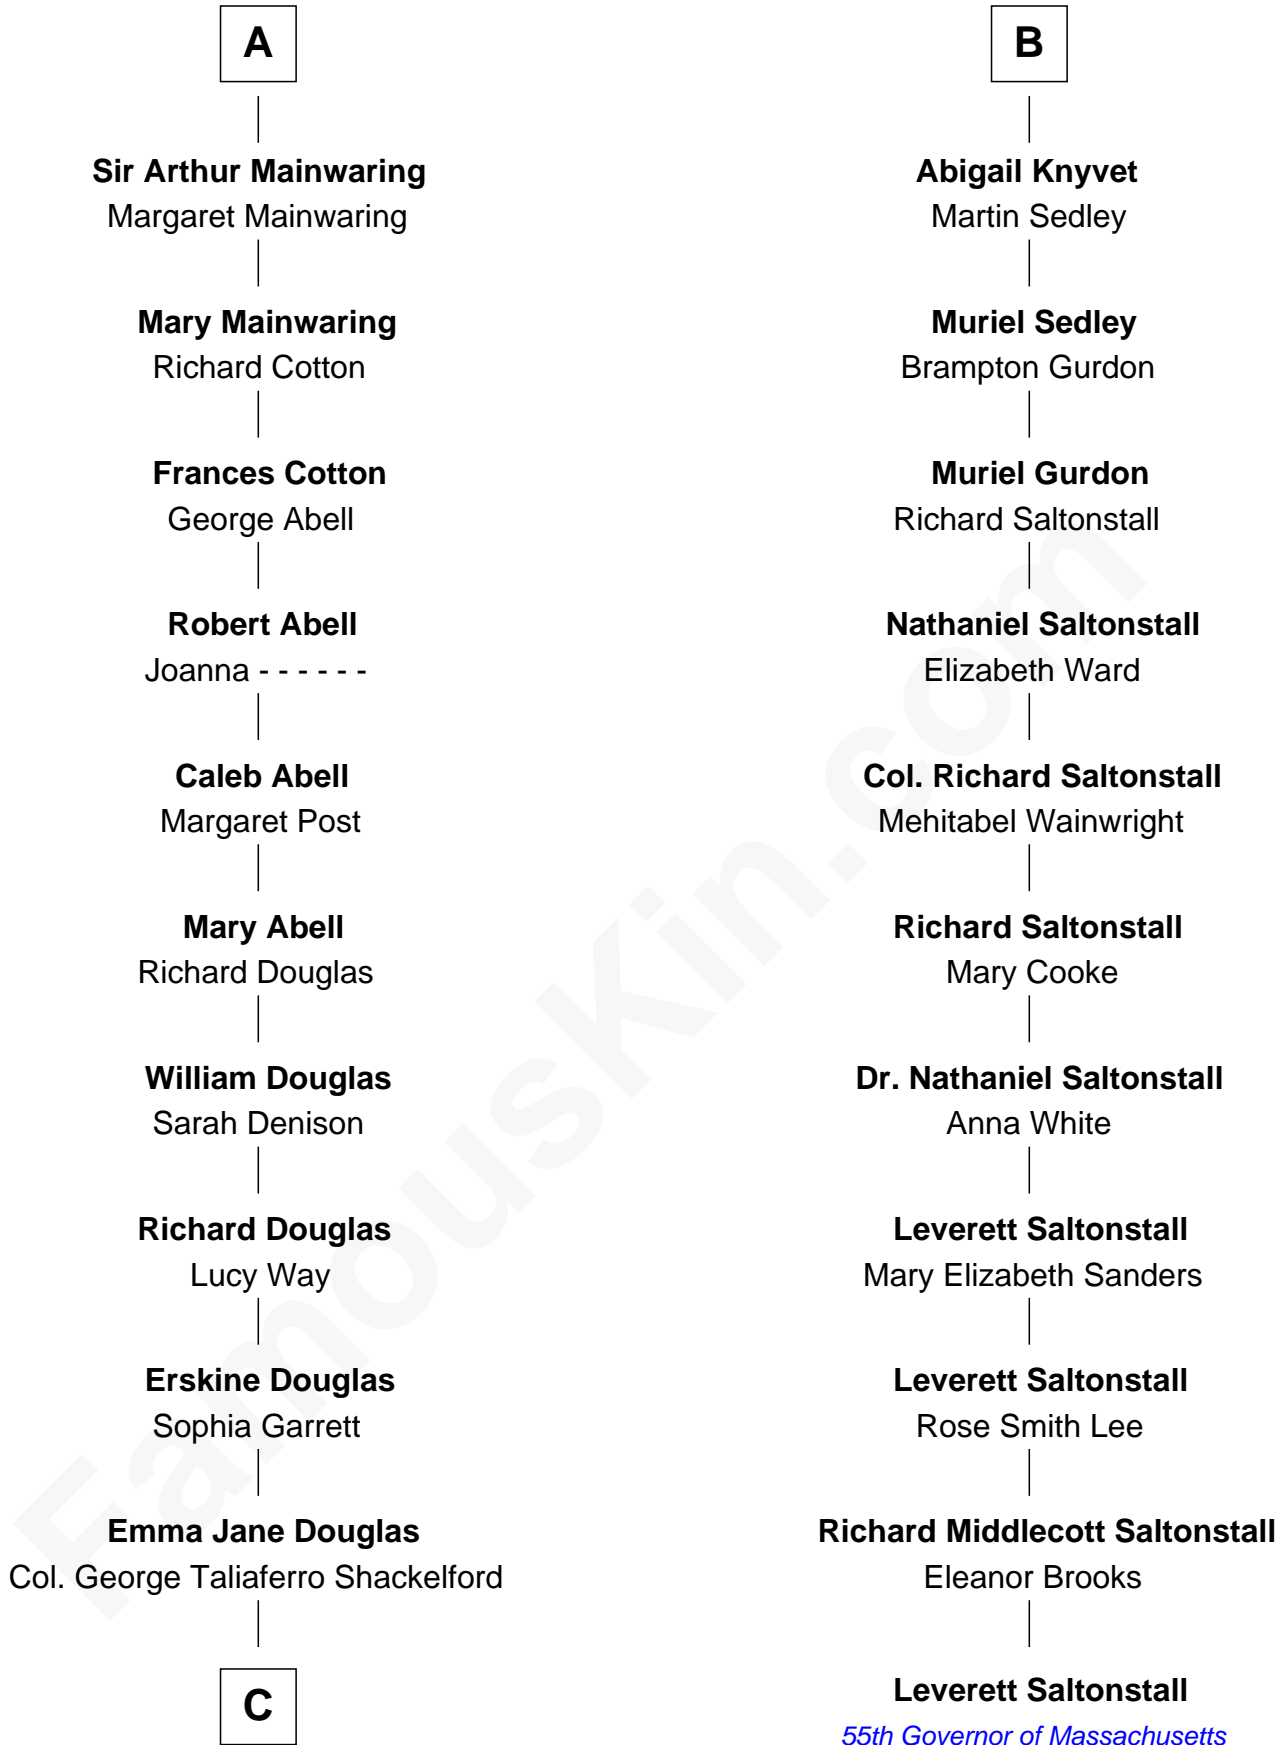 A
Sir Arthur Mainwaring
Margaret Mainwaring
Mary Mainwaring
Richard Cotton
Frances Cotton
George Abell
Robert Abell
Joanna - - - - - -
Caleb Abell
Margaret Post
Mary Abell
Richard Douglas
William Douglas
Sarah Denison
Richard Douglas
Lucy Way
Erskine Douglas
Sophia Garrett
Emma Jane Douglas
Col. George Taliaferro Shackelford
C
B
Abigail Knyvet
Martin Sedley
Muriel Sedley
Brampton Gurdon
Muriel Gurdon
Richard Saltonstall
Nathaniel Saltonstall
Elizabeth Ward
Col. Richard Saltonstall
Mehitabel Wainwright
Richard Saltonstall
Mary Cooke
Dr. Nathaniel Saltonstall
Anna White
Leverett Saltonstall
Mary Elizabeth Sanders
Leverett Saltonstall
Rose Smith Lee
Richard Middlecott Saltonstall
Eleanor Brooks
Leverett Saltonstall
55th Governor of Massachusetts
FamousKin.com